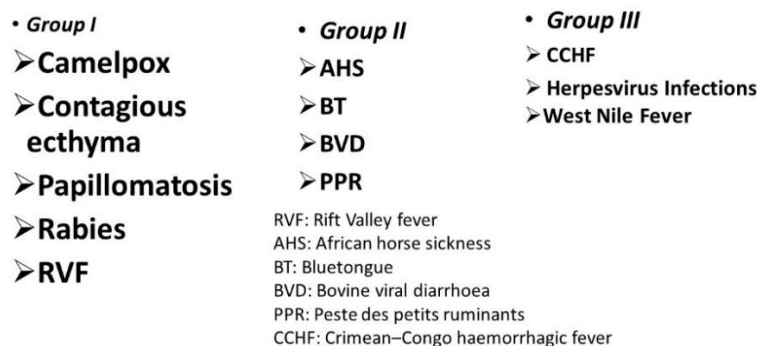 • Group I
➢Camelpox
➢Contagious
ecthyma
➢Papillomatosis
➢Rabies
➢RVF
• Group II
➢AHS
➢BT
➢BVD
➢PPR
RVF: Rift Valley fever
AHS: African horse sickness
BT: Bluetongue
BVD: Bovine viral diarrhoea
PPR: Peste des petits ruminants
CCHF: Crimean–Congo haemorrhagic fever
• Group III
➢ CCHF
➢ Herpesvirus Infections
➢West Nile Fever